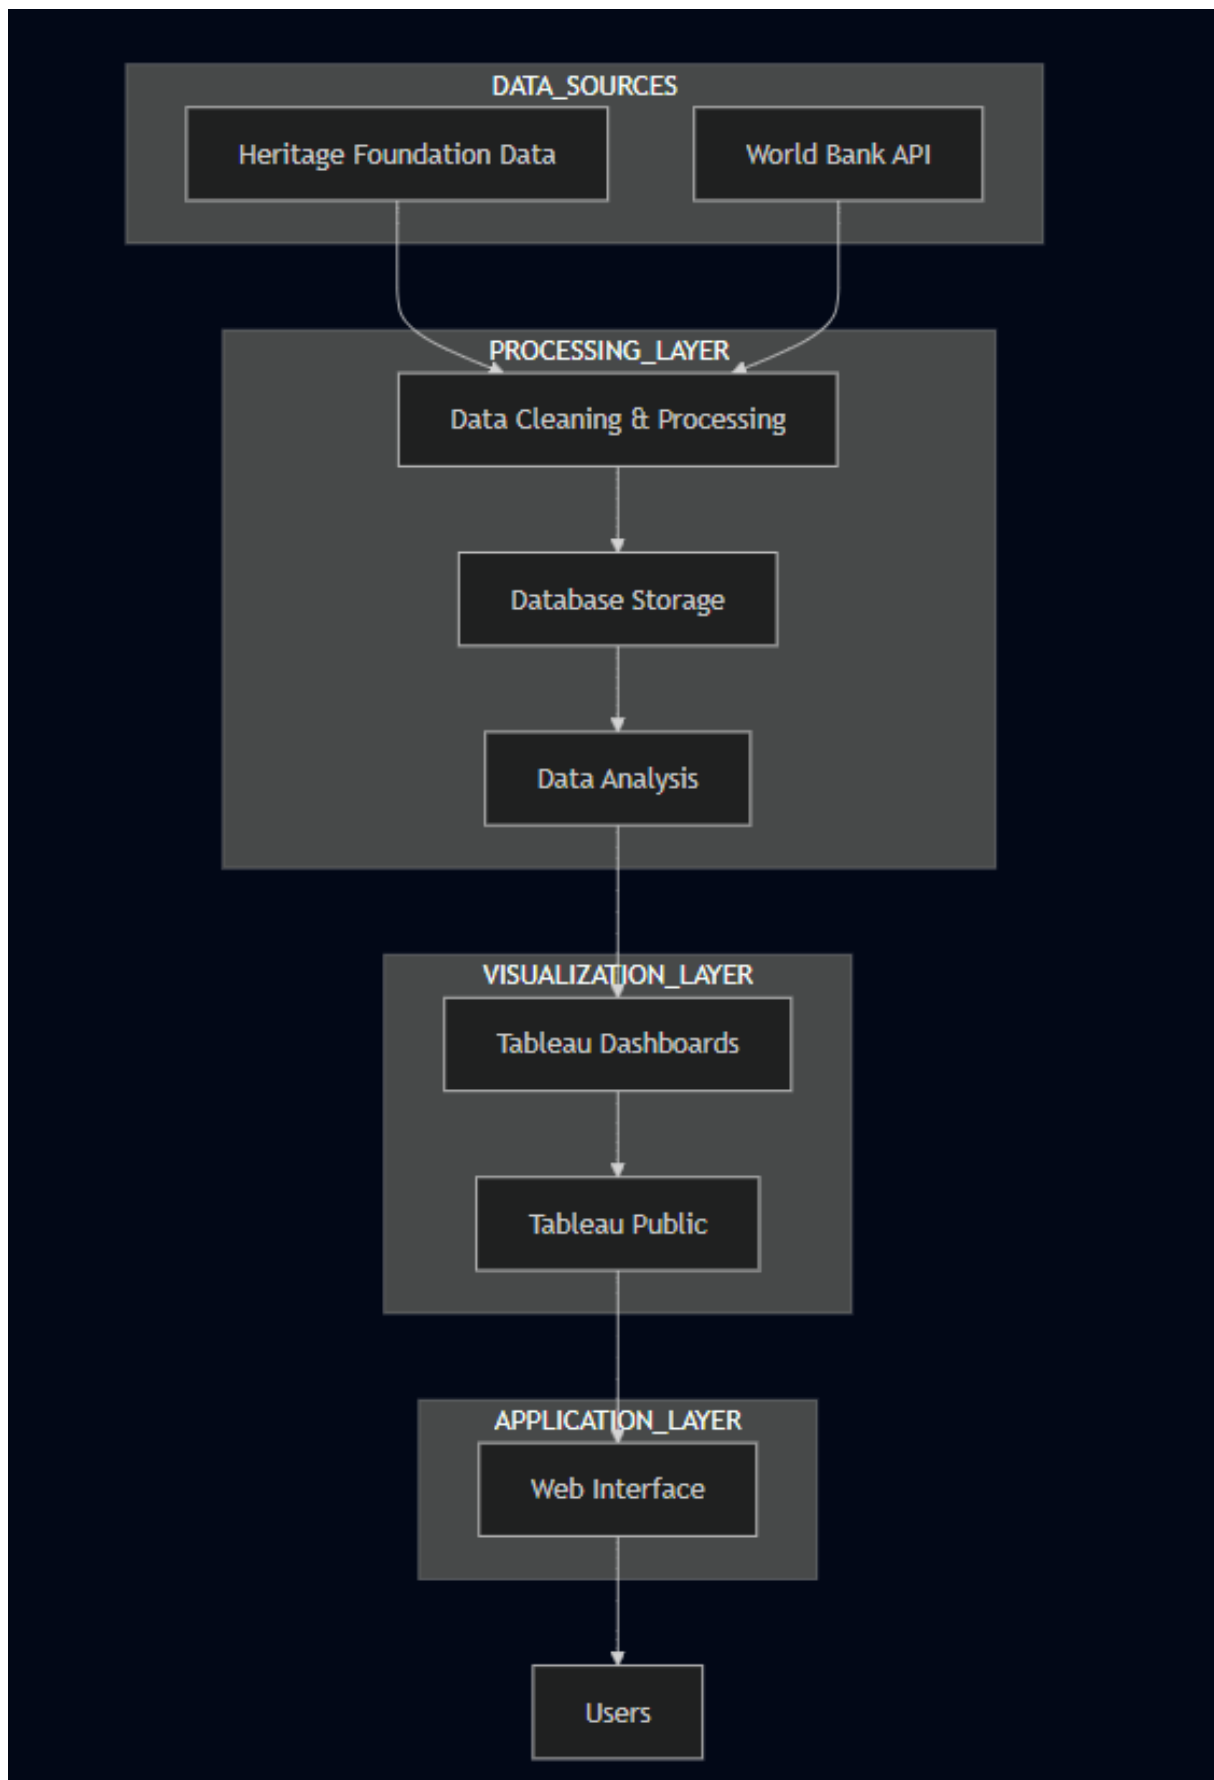 DATA_SOURCES
Heritage Foundation Data
World Bank API
PROCESSING_LAYER
Data Cleaning & Processing
Database Storage
Data Analysis
VISUALIZATION_LAYER
Tableau Dashboards
Tableau Public
APPLICATION_LAYER
Web Interface
Users